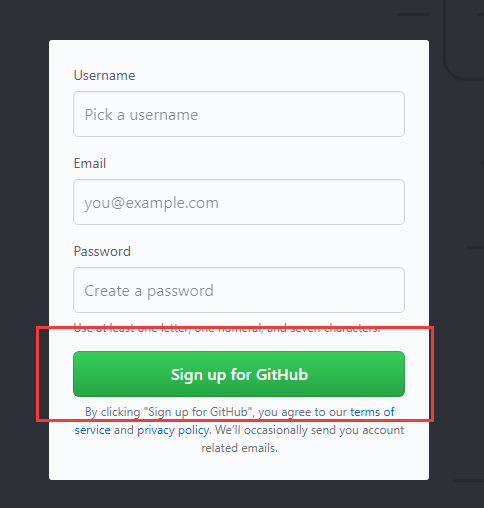 Username
Pick a username
Email
you@example.com
Password
Create a password
Use at least one letter, one numeral, and seven characters.
Sign up for GitHub
By clicking "Sign up for GitHub", you agree to our terms of
service and privacy policy. We'll occasionally send you account
related emails.